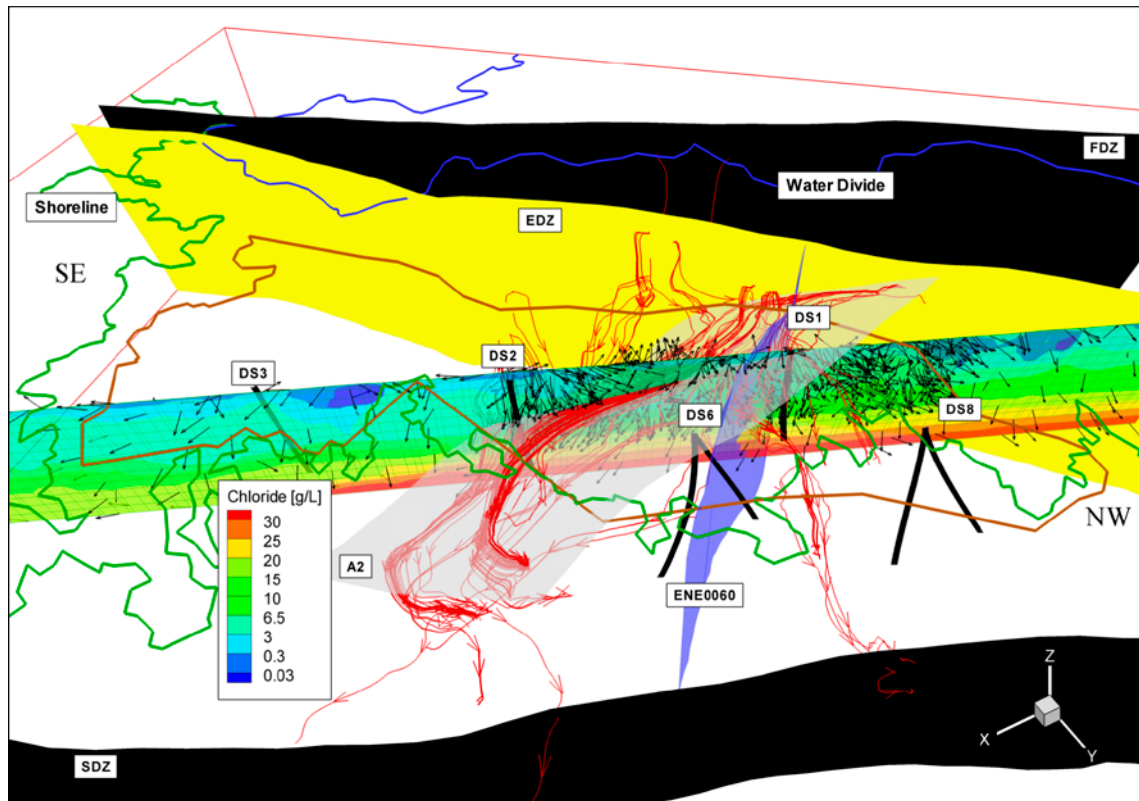 FDZ
Water Divide
Shoreline
EDZ
SE
DS1
DS2
DS3
DS6
DS8
Chloride [g/L]
30
25
20
15
10
6.5
3
0.3
0.03
NW
A2
ENE0060
Z
X
Y
SDZ